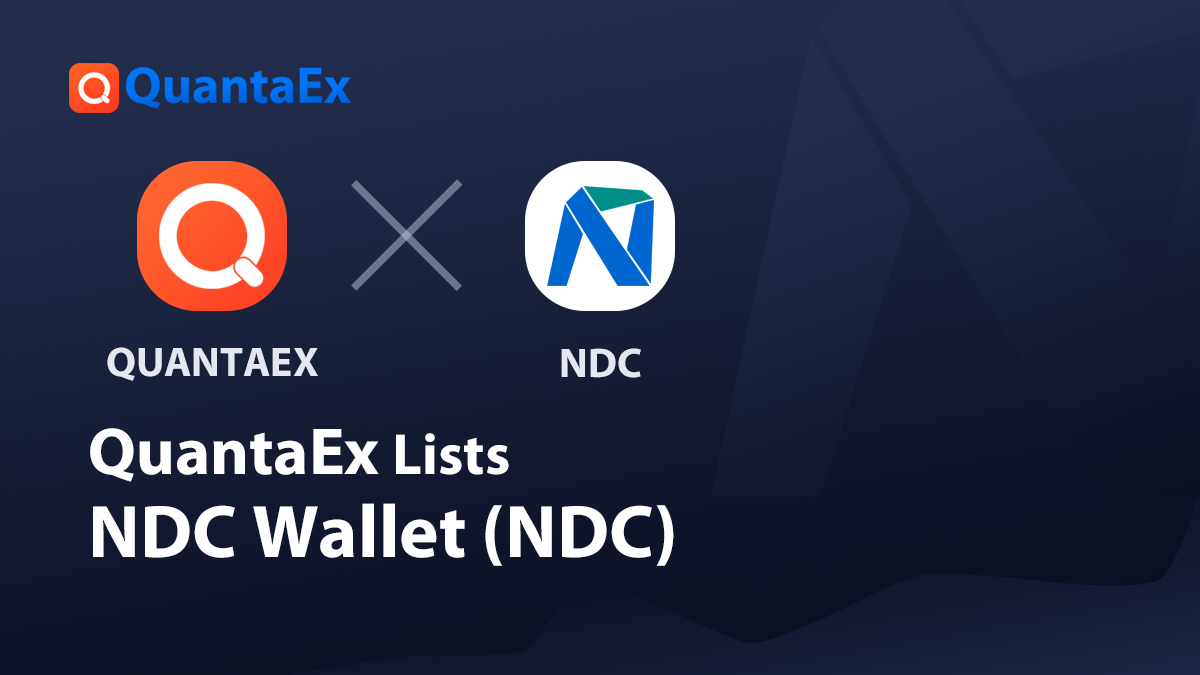 QuantaEx
QUANTAEX
NDC
QuantaEx Lists
NDC Wallet (NDC)